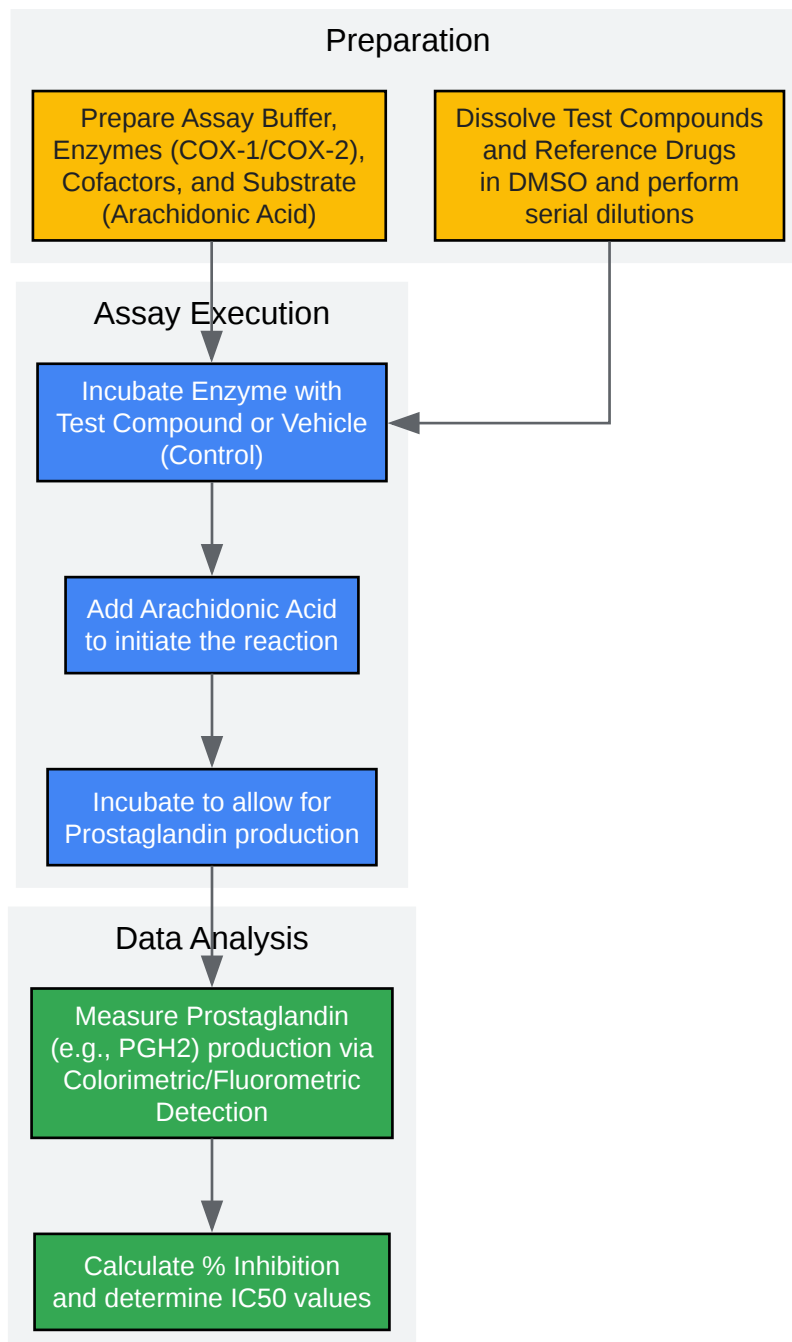 Preparation
Prepare Assay Buffer,
Enzymes (COX-1/COX-2),
Cofactors, and Substrate
(Arachidonic Acid)
Dissolve Test Compounds
and Reference Drugs
in DMSO and perform
serial dilutions
Assay Execution
Incubate Enzyme with
Test Compound or Vehicle
(Control)
Add Arachidonic Acid
to initiate the reaction
Incubate to allow for
Prostaglandin production
Data Analysis
Measure Prostaglandin
(e.g., PGH2) production via
Colorimetric/Fluorometric
Detection
Calculate % Inhibition
and determine IC50 values